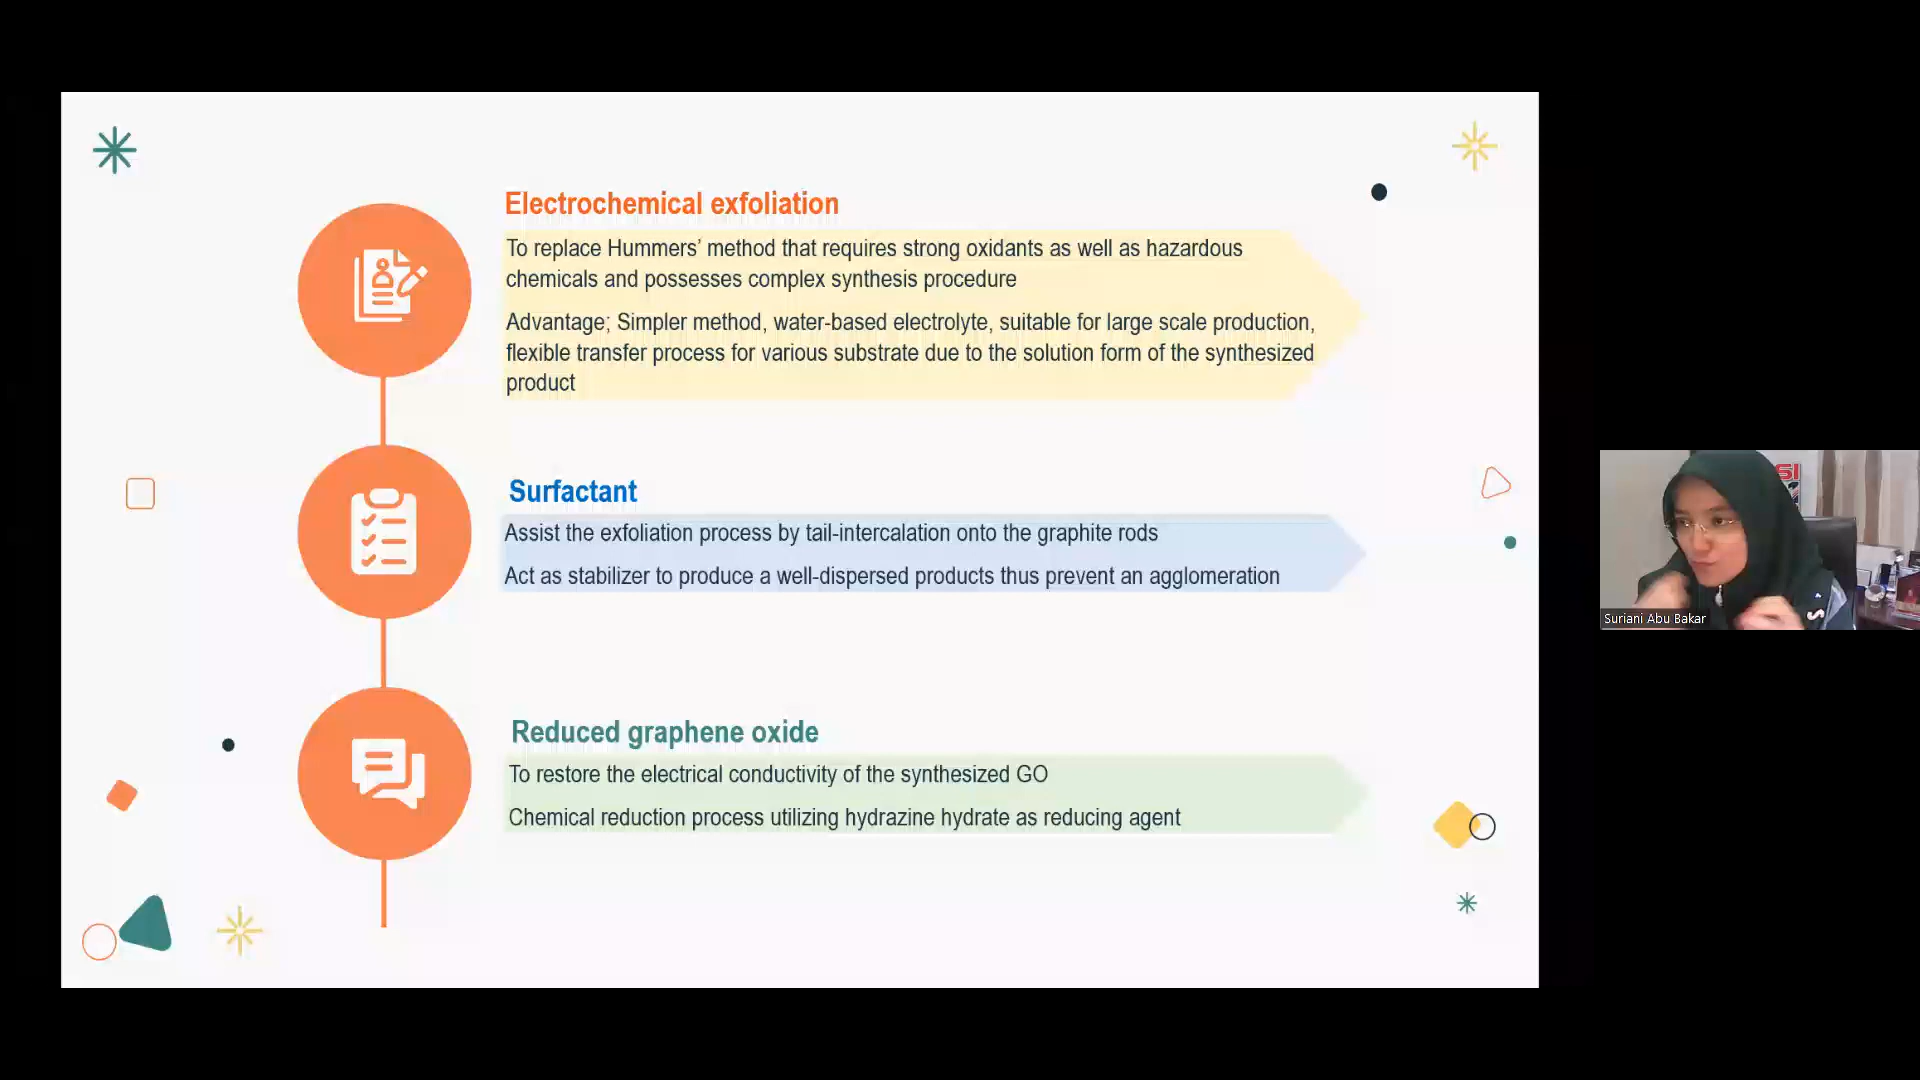 Electrochemical exfoliation
To replace Hummers’ method that requires strong oxidants as well as hazardous
chemicals and possesses complex synthesis procedure
Advantage; Simpler method, water-based electrolyte, suitable for large scale production,
flexible transfer process for various substrate due to the solution form of the synthesized
product
Surfactant
Assist the exfoliation process by tail-intercalation onto the graphite rods
Act as stabilizer to produce a well-dispersed products thus prevent an agglomeration
Reduced graphene oxide
To restore the electrical conductivity of the synthesized GO
Chemical reduction process utilizing hydrazine hydrate as reducing agent
SI
Suriani Abu Bakar